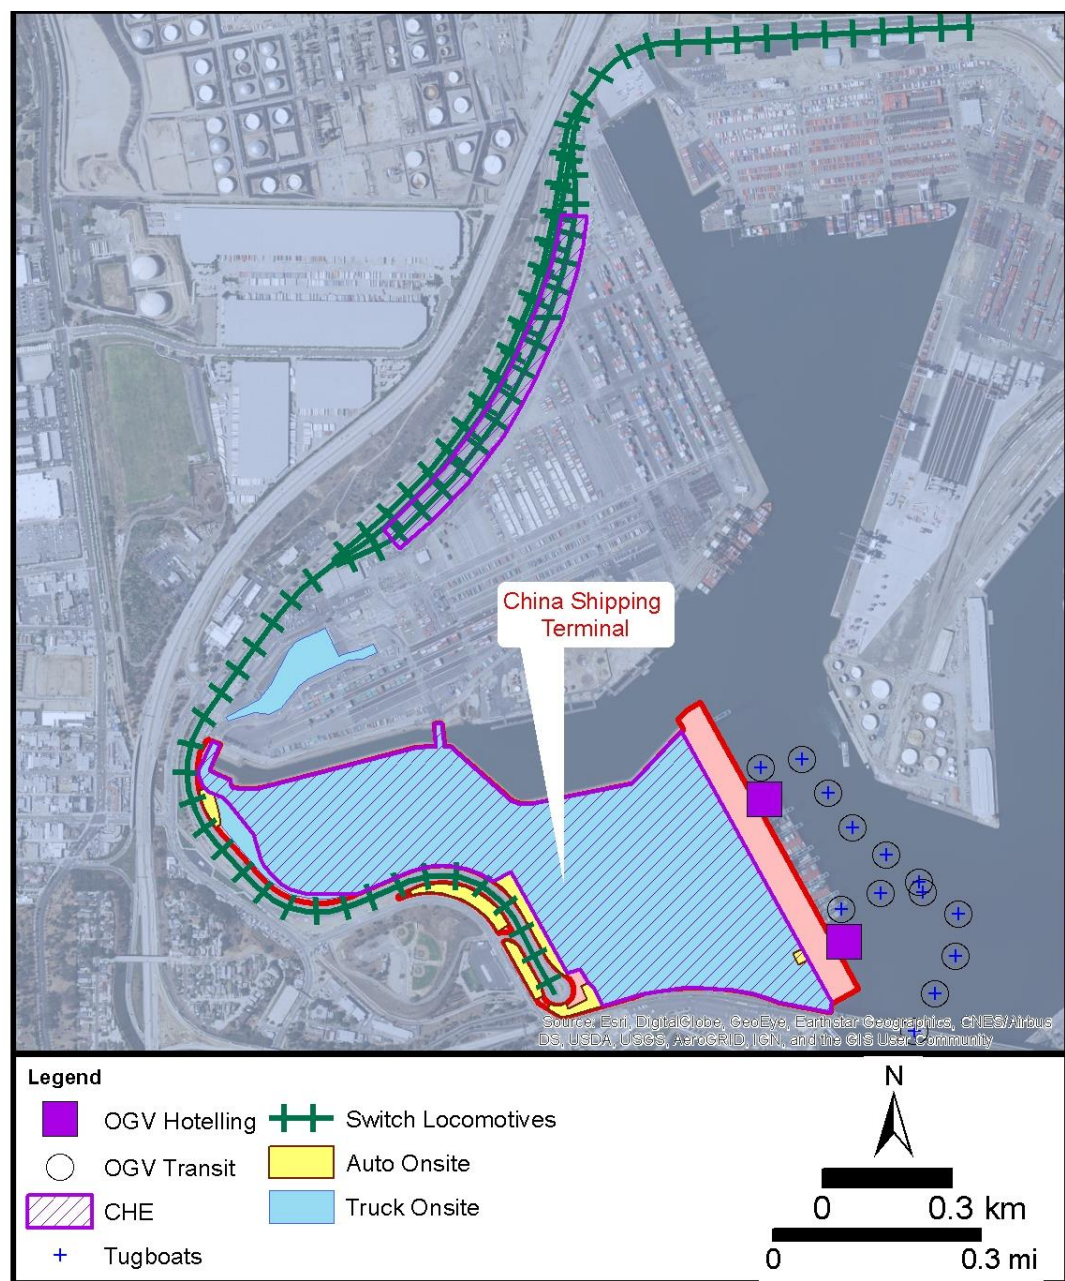 China Shipping
Terminal
Source: Esri, DigitalGlobe, GeoEye, Earthstar Geographics, CNES/Airbus
DS, USDA, USGS, AeroGRID, IGN, and the GIS User Community
Legend
OGV Hotelling
OGV Transit
CHE
Tugboats
Switch Locomotives
Auto Onsite
Truck Onsite
N
0 0.3 km
0 0.3 mi